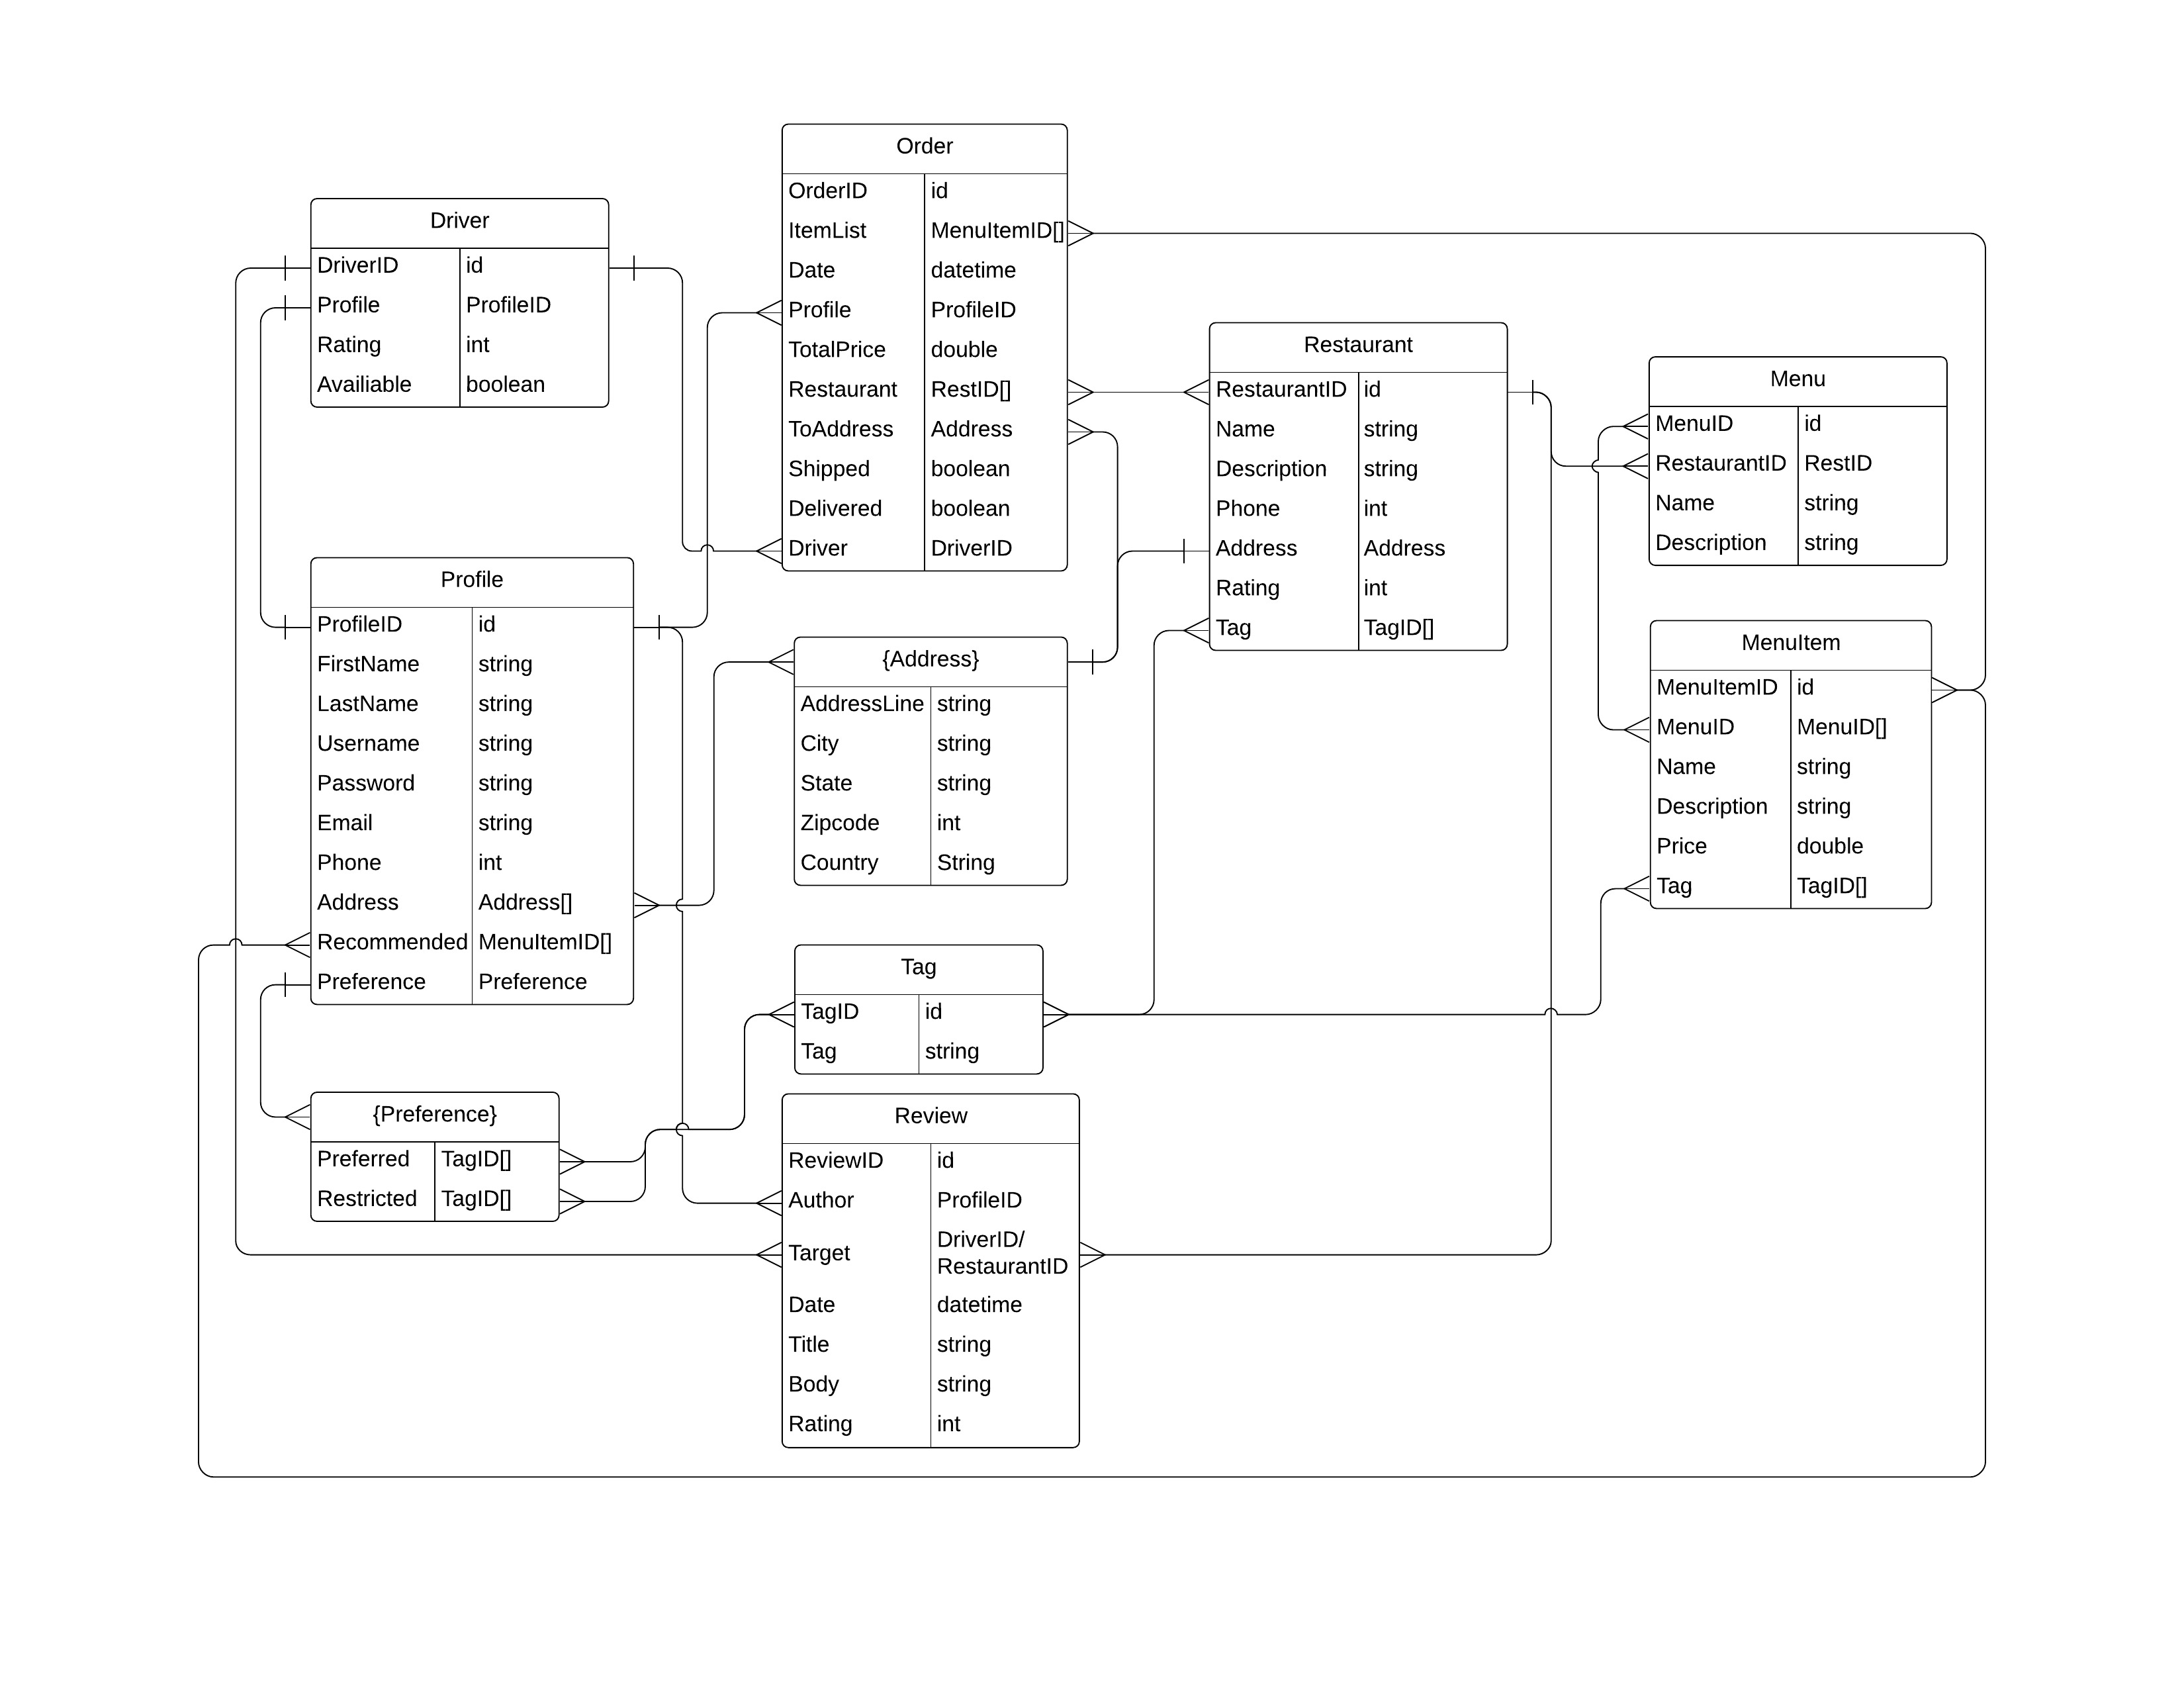 Order
OrderID id
ItemList MenuItemID[]
Date datetime
Profile ProfileID
TotalPrice double
Restaurant RestID[]
ToAddress Address
Shipped boolean
Delivered boolean
Driver DriverID
Driver
DriverID id
Profile ProfileID
Rating int
Availiable boolean
Restaurant
RestaurantID id
Name string
Description string
Phone int
Address Address
Rating int
Tag TagID[]
Menu
MenuID id
RestaurantID RestID
Name string
Description string
Profile
ProfileID id
FirstName string
LastName string
Username string
Password string
Email string
Phone int
Address Address[]
Recommended MenuItemID[]
Preference Preference
{Address}
AddressLine string
City string
State string
Zipcode int
Country String
MenuItem
MenuItemID id
MenuID MenuID[]
Name string
Description string
Price double
Tag TagID[]
Tag
TagID id
Tag string
{Preference}
Preferred TagID[]
Restricted TagID[]
Review
ReviewID id
Author ProfileID
Target DriverID/
RestaurantID
Date datetime
Title string
Body string
Rating int